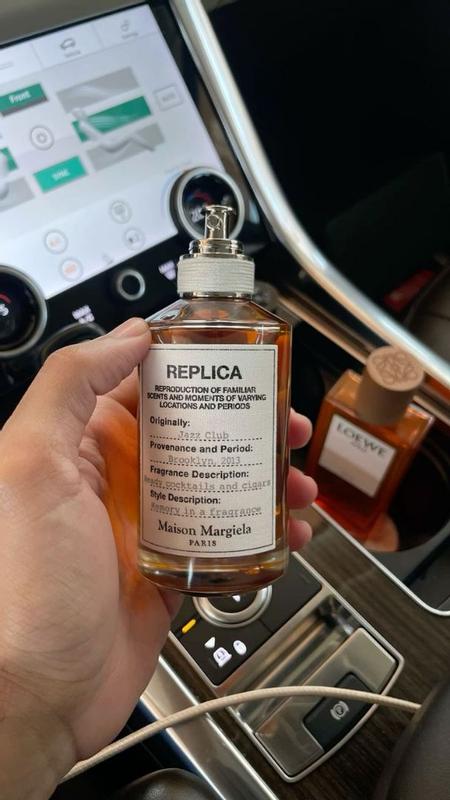 Front
SYNC
REPLICA
REPRODUCTION OF FAMILIAR
SCENTS AND MOMENTS OF VARYING
LOCATIONS AND PERIODS
Originally:
Jazz Club
Provenance and Period:
Brooklyn, 2013
Fragrance Description:
Heady cocktails and cigars
Style Description:
Memory in a fragrance
Maison Margiela
PARIS
LOEWE